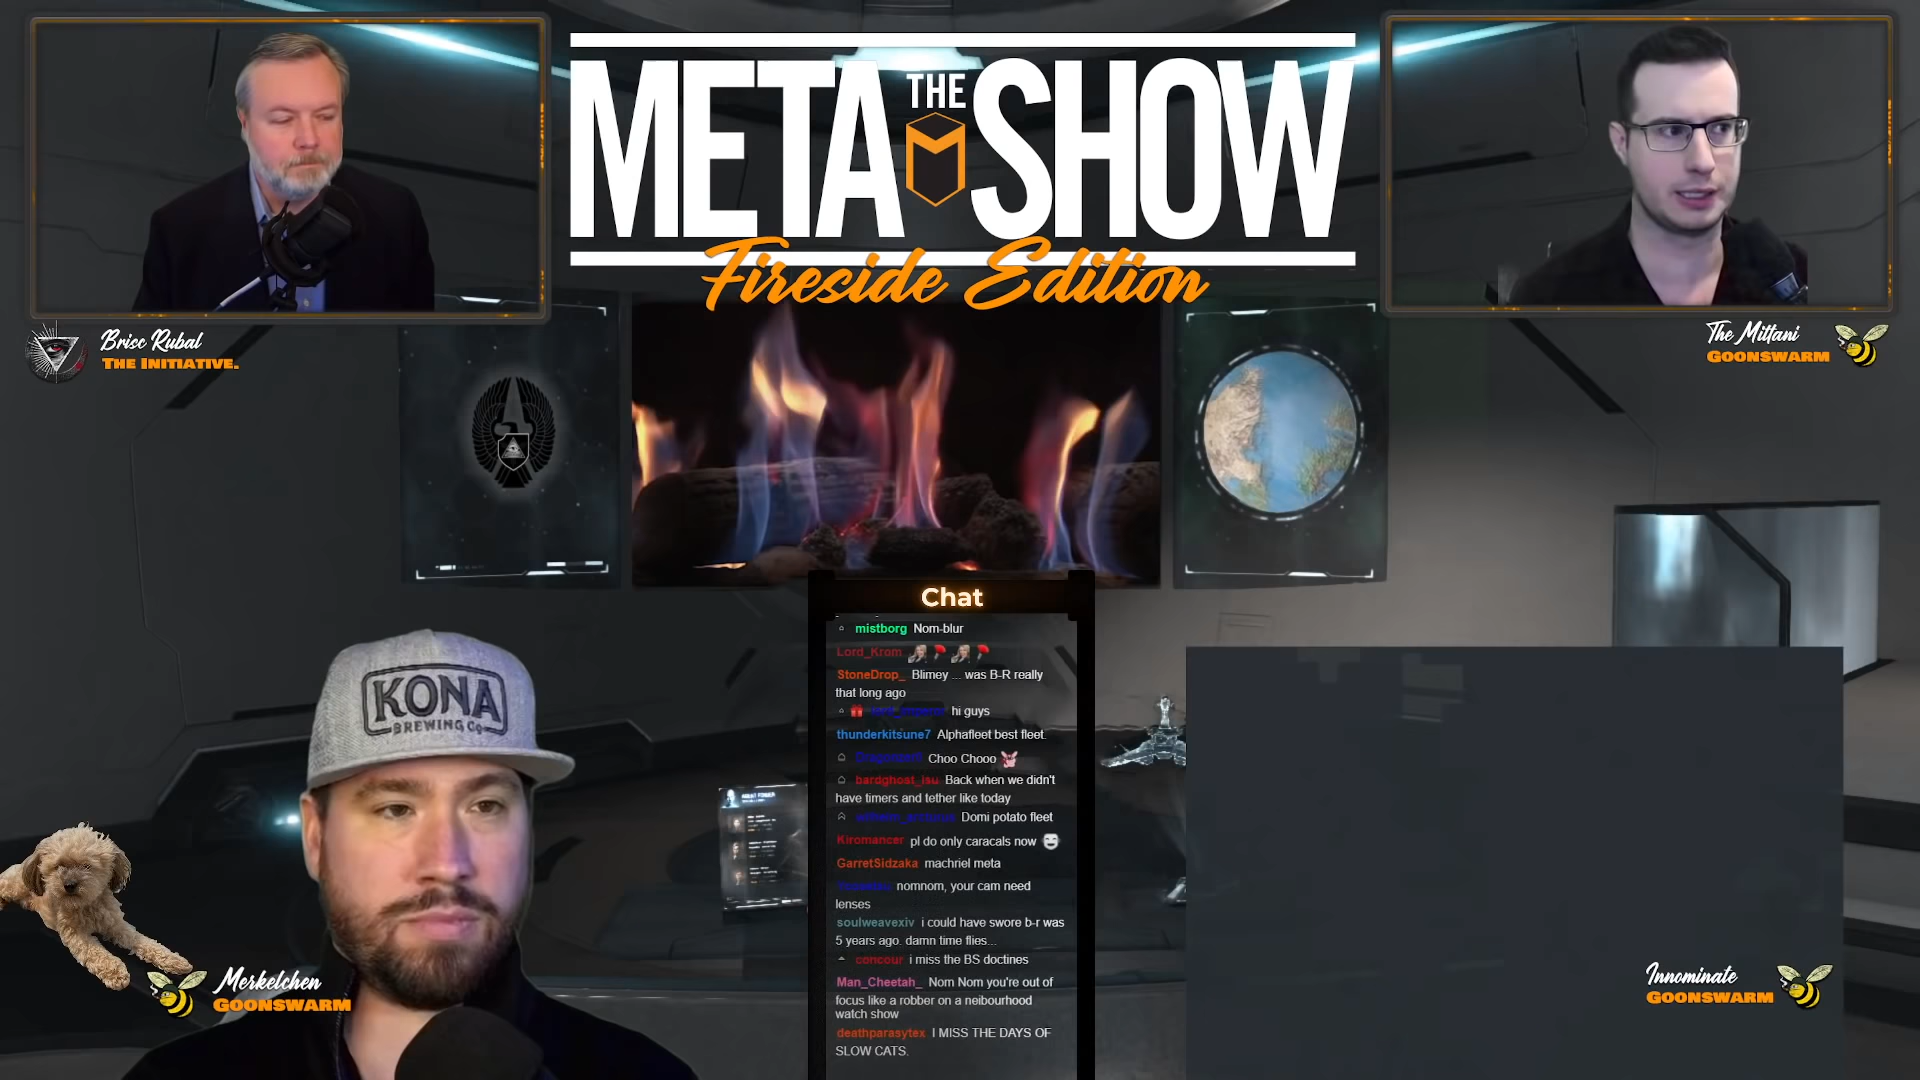 META THE SHOW
Fireside Edition
Brisc Rubal
THE INITIATIVE.
The Mittani
GOONSWARM
Chat
mistborg Nom-blur
Lord_Krom
StoneDrop_ Blimey ... was B-R really
that long ago
hi guys
thunderkitsune7 Alphafleet best fleet.
Choo Chooo
bardghost_isu Back when we didn't
have timers and tether like today
Domi potato fleet
Kiromancer pl do only caracals now
GarretSidzaka machriel meta
nomnom, your cam need
lenses
soulweavexiv i could have swore b-r was
5 years ago. damn time flies...
concour i miss the BS doctines
Man_Cheetah_ Nom Nom you're out of
focus like a robber on a neibourhood
watch show
deathparasytex I MISS THE DAYS OF
SLOW CATS.
KONA
BREWING Co
Merkelchen
GOONSWARM
Innominate
GOONSWARM